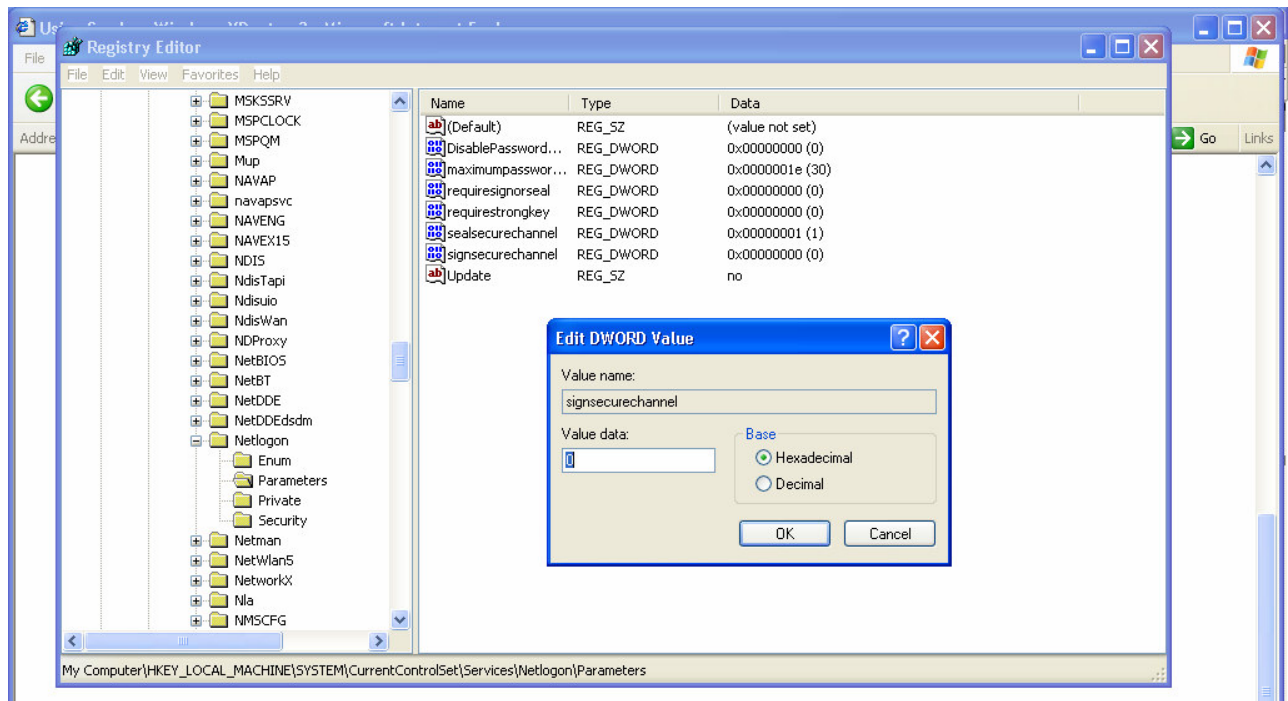 Registry Editor
File Edit View Favorites Help
File
Addre
Go Links
MSKSSRV
MSPCLOCK
MSPQM
Mup
NAVAP
navapsvc
NAVENG
NAVEX15
NDIS
NdisTapi
Ndisuio
NdisWan
NDProxy
NetBIOS
NetBT
NetDDE
NetDDEdsdm
Netlogon
Enum
Parameters
Private
Security
Netman
NetWlan5
NetworkX
Nla
NMSCFG
Name Type Data
(Default) REG_SZ (value not set)
DisablePassword... REG_DWORD 0x00000000 (0)
maximumpasswor... REG_DWORD 0x0000001e (30)
requiresignorseal REG_DWORD 0x00000000 (0)
requirestrongkey REG_DWORD 0x00000000 (0)
sealsecurechannel REG_DWORD 0x00000001 (1)
signsecurechannel REG_DWORD 0x00000000 (0)
Update REG_SZ no
Edit DWORD Value
Value name:
signsecurechannel
Value data:
0
Base
Hexadecimal
Decimal
OK Cancel
My Computer\HKEY_LOCAL_MACHINE\SYSTEM\CurrentControlSet\Services\Netlogon\Parameters